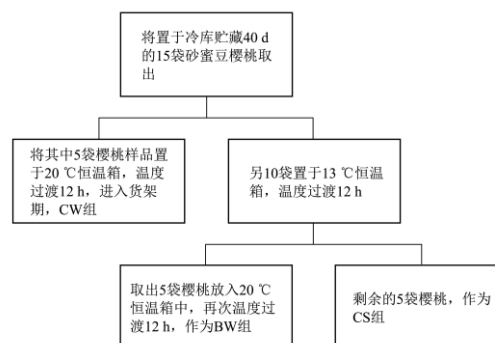 将置于冷库贮藏40 d
的15袋砂蜜豆樱桃取
出
将其中5袋樱桃样品置
于20 ℃恒温箱，温度
过渡12 h，进入货架
期，CW组
另10袋置于13 ℃恒温
箱，温度过渡12 h
取出5袋樱桃放入20 ℃
恒温箱中，再次温度过
渡12 h，作为BW组
剩余的5袋樱桃，作为
CS组